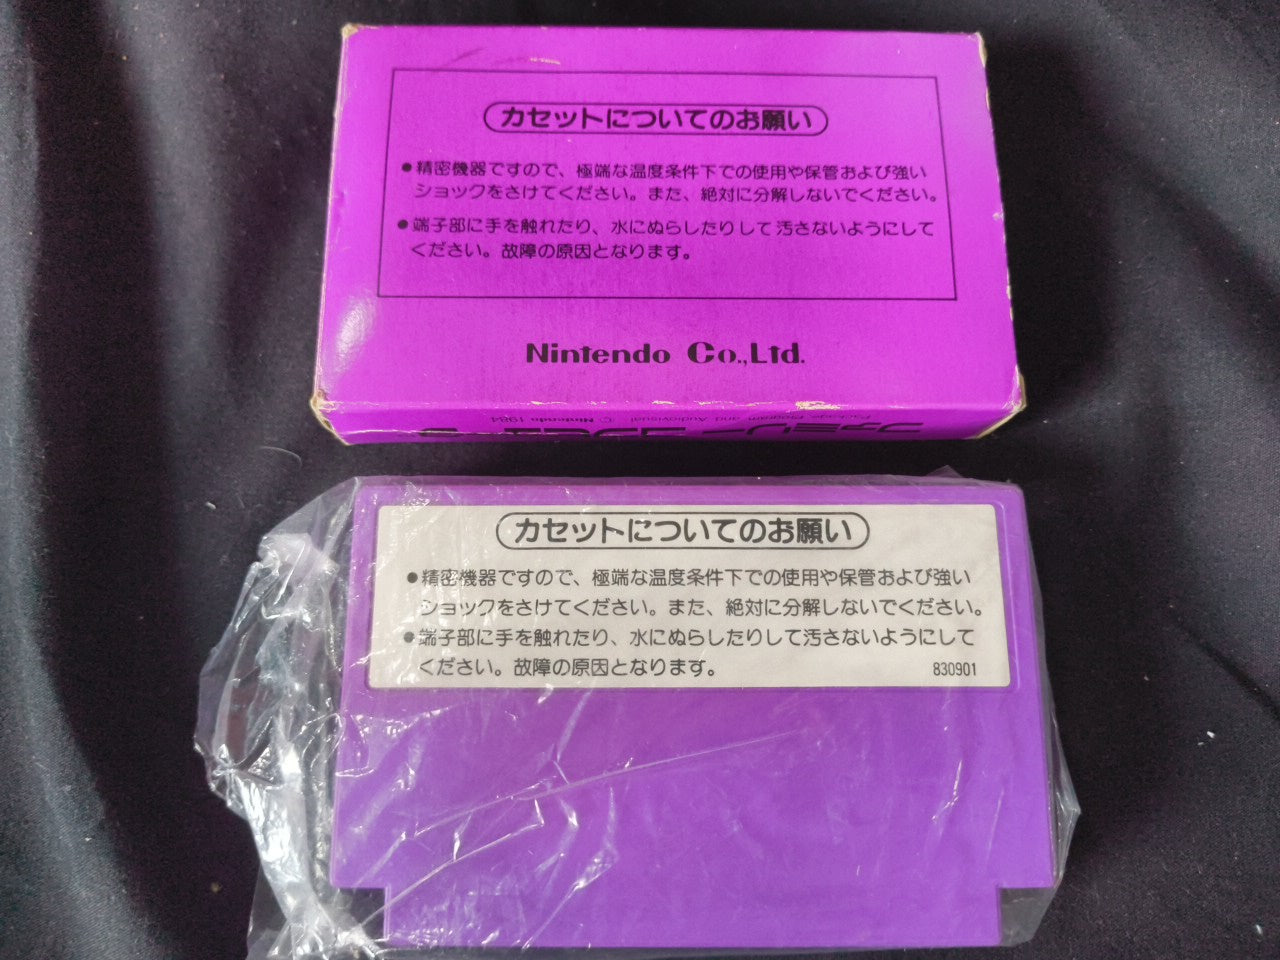 カセットについてのお願い
●精密機器ですので、極端な温度条件下での使用や保管および強い
ショックをさけてください。また、絶対に分解しないでください。
●端子部に手を触れたり、水にぬらしたりして汚さないようにして
ください。故障の原因となります。
Nintendo Co.,Ltd.
Package, Program and Audiovisual © Nintendo 1984
カセットについてのお願い
●精密機器ですので、極端な温度条件下での使用や保管および強い
ショックをさけてください。また、絶対に分解しないでください。
●端子部に手を触れたり、水にぬらしたりして汚さないようにして
ください。故障の原因となります。
830901